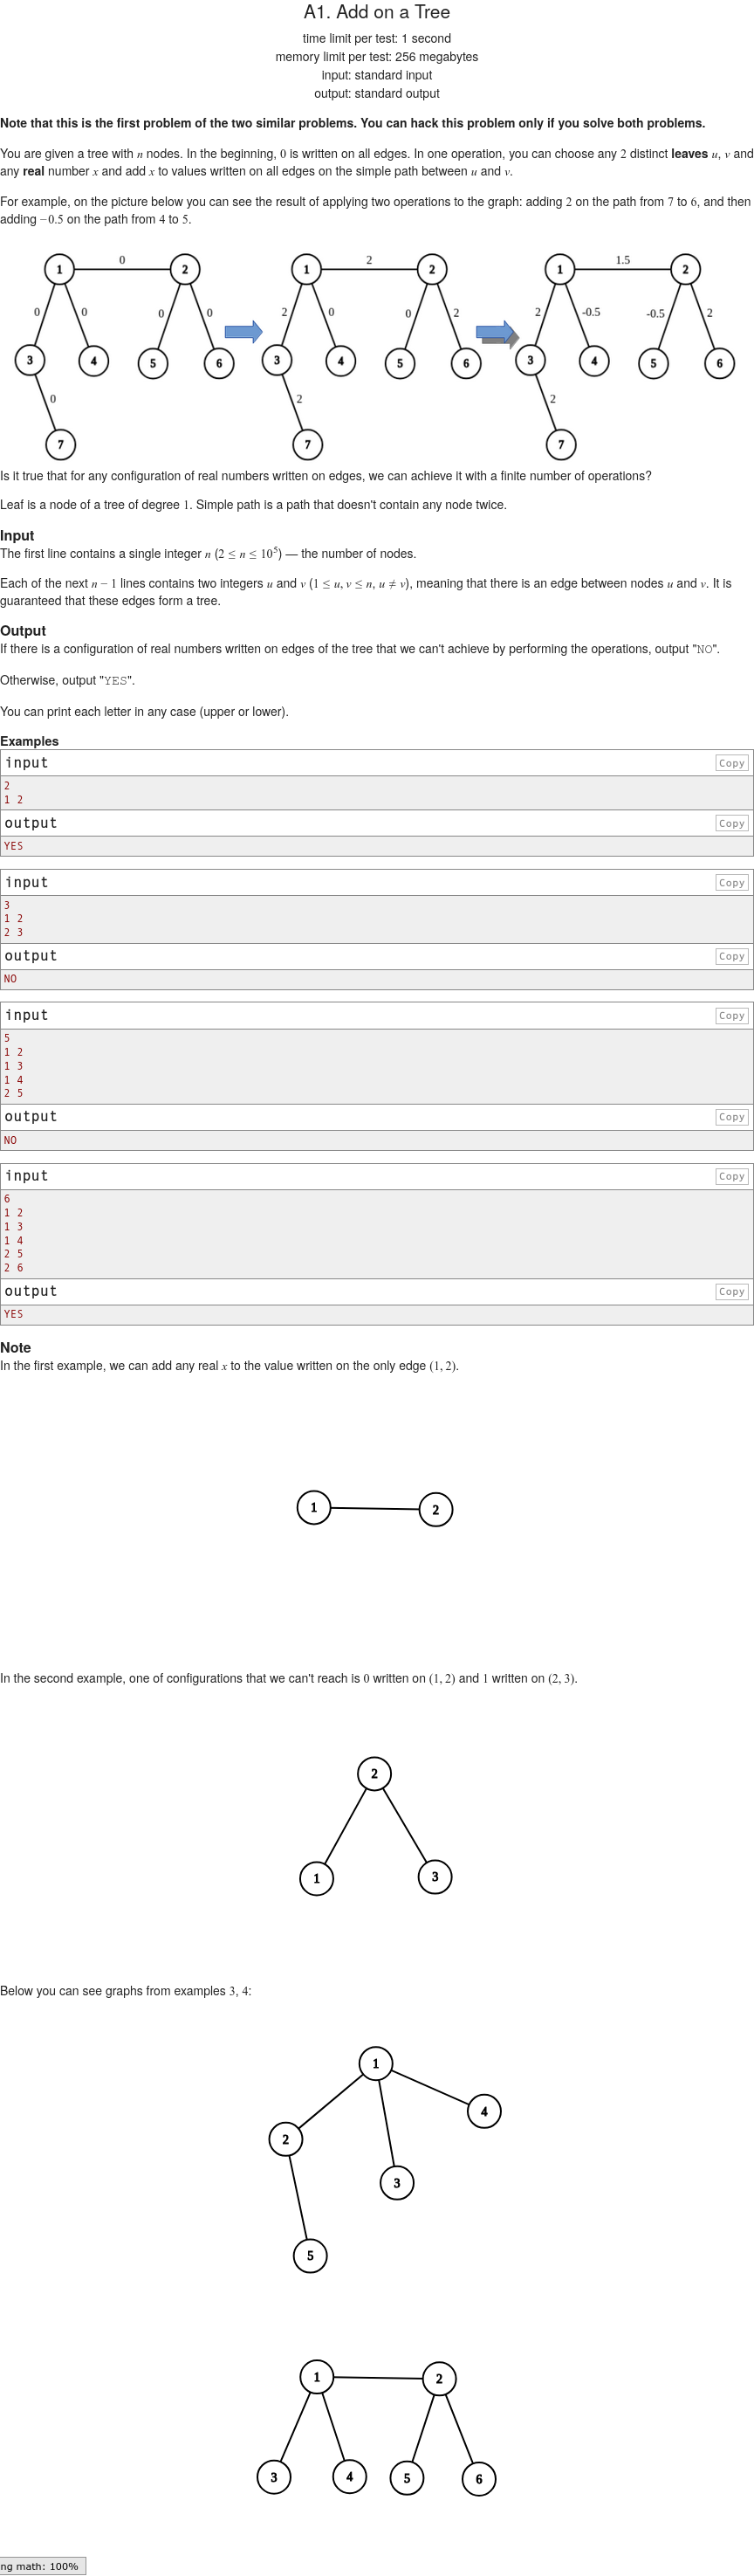 A1. Add on a Tree
time limit per test: 1 second
memory limit per test: 256 megabytes
input: standard input
output: standard output
Note that this is the first problem of the two similar problems. You can hack this problem only if you solve both problems.
You are given a tree with n nodes. In the beginning, 0 is written on all edges. In one operation, you can choose any 2 distinct leaves u, v and
any real number x and add x to values written on all edges on the simple path between u and v.
For example, on the picture below you can see the result of applying two operations to the graph: adding 2 on the path from 7 to 6, and then
adding −0.5 on the path from 4 to 5.
1 0 2 1 2 2 1 1.5 2
0 0 0 0 2 0 0 2 2 -0.5 -0.5 2
3 4 5 6 3 4 5 6 3 4 5 6
0 2 2
7 7 7
Is it true that for any configuration of real numbers written on edges, we can achieve it with a finite number of operations?
Leaf is a node of a tree of degree 1. Simple path is a path that doesn't contain any node twice.
Input
The first line contains a single integer n (2 ≤ n ≤ 10^5) — the number of nodes.
Each of the next n − 1 lines contains two integers u and v (1 ≤ u, v ≤ n, u ≠ v), meaning that there is an edge between nodes u and v. It is
guaranteed that these edges form a tree.
Output
If there is a configuration of real numbers written on edges of the tree that we can't achieve by performing the operations, output "NO".
Otherwise, output "YES".
You can print each letter in any case (upper or lower).
Examples
input Copy
2
1 2
output Copy
YES
input Copy
3
1 2
2 3
output Copy
NO
input Copy
5
1 2
1 3
1 4
2 5
output Copy
NO
input Copy
6
1 2
1 3
1 4
2 5
2 6
output Copy
YES
Note
In the first example, we can add any real x to the value written on the only edge (1, 2).
1 2
In the second example, one of configurations that we can't reach is 0 written on (1, 2) and 1 written on (2, 3).
2
1 3
Below you can see graphs from examples 3, 4:
1
4
2
3
5
1 2
3 4 5 6
ng math: 100%